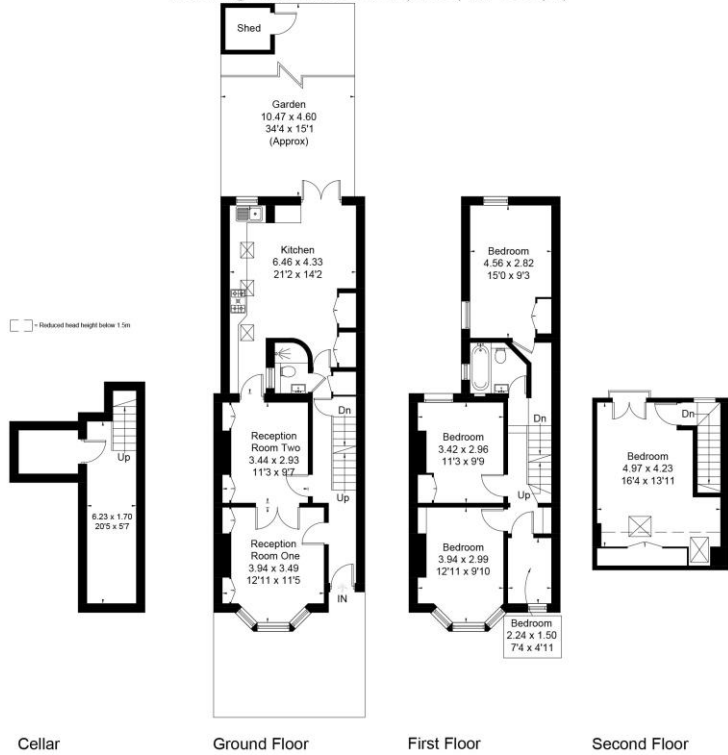 Shed
Garden
10.47 x 4.60
34'4 x 15'1
(Approx)
Kitchen
6.46 x 4.33
21'2 x 14'2
Bedroom
4.56 x 2.82
15'0 x 9'3
= Reduced head height below 1.5m
Up
6.23 x 1.70
20'5 x 5'7
Dn
Reception
Room Two
3.44 x 2.93
11'3 x 9'7
Up
Reception
Room One
3.94 x 3.49
12'11 x 11'5
IN
Dn
Bedroom
3.42 x 2.96
11'3 x 9'9
Up
Bedroom
3.94 x 2.99
12'11 x 9'10
Bedroom
2.24 x 1.50
7'4 x 4'11
Dn
Bedroom
4.97 x 4.23
16'4 x 13'11
Cellar
Ground Floor
First Floor
Second Floor